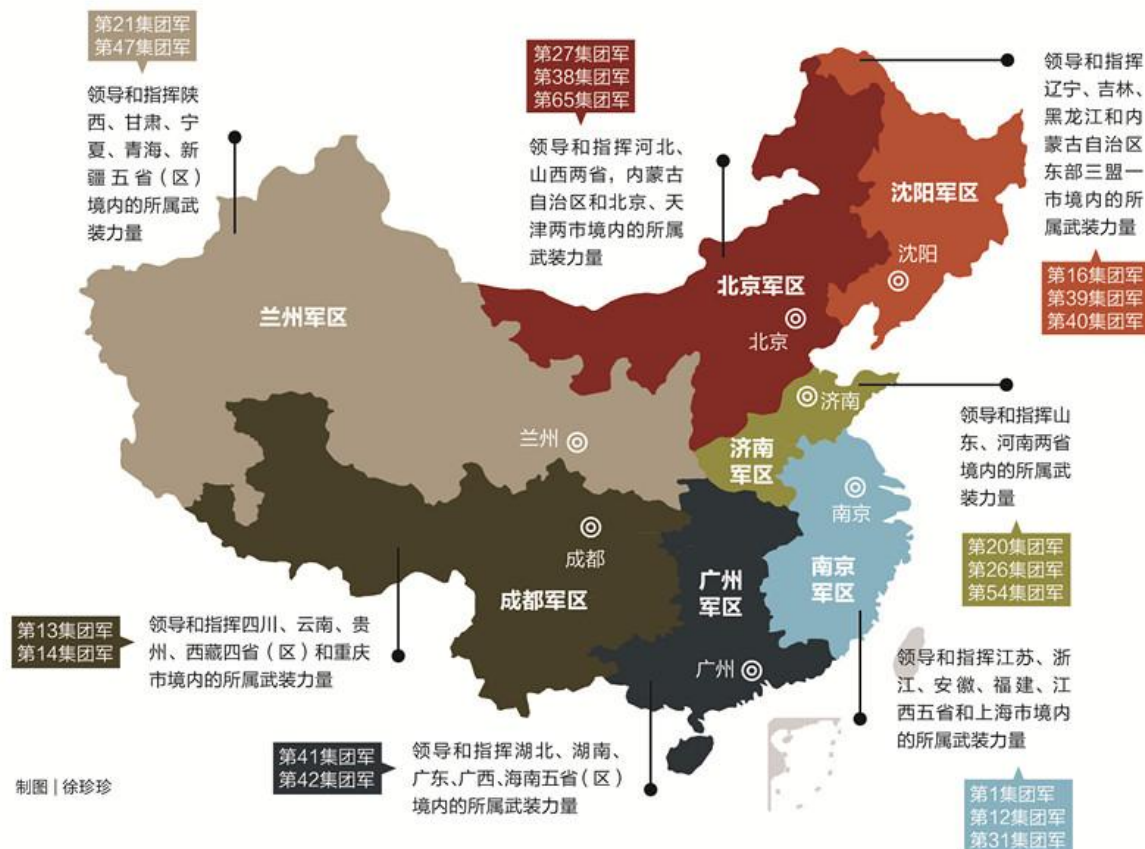 第21集团军
第47集团军
领导和指挥陕
西、甘肃、宁
夏、青海、新
疆五省（区）
境内的所属武
装力量
第27集团军
第38集团军
第65集团军
领导和指挥河北、
山西两省，内蒙古
自治区和北京、天
津两市境内的所属
武装力量
领导和指挥
辽宁、吉林、
黑龙江和内
蒙古自治区
东部三盟一
市境内的所
属武装力量
第16集团军
第39集团军
第40集团军
沈阳军区
沈阳
北京军区
北京
兰州军区
兰州
济南
济南
军区
领导和指挥山
东、河南两省
境内的所属武
装力量
第20集团军
第26集团军
第54集团军
南京
南京
军区
成都
成都军区
广州
军区
广州
第13集团军
第14集团军
领导和指挥四川、云南、贵
州、西藏四省（区）和重庆
市境内的所属武装力量
领导和指挥江苏、浙
江、安徽、福建、江
西五省和上海市境内
的所属武装力量
第1集团军
第12集团军
第31集团军
第41集团军
第42集团军
领导和指挥湖北、湖南、
广东、广西、海南五省（区）
境内的所属武装力量
制图 | 徐珍珍